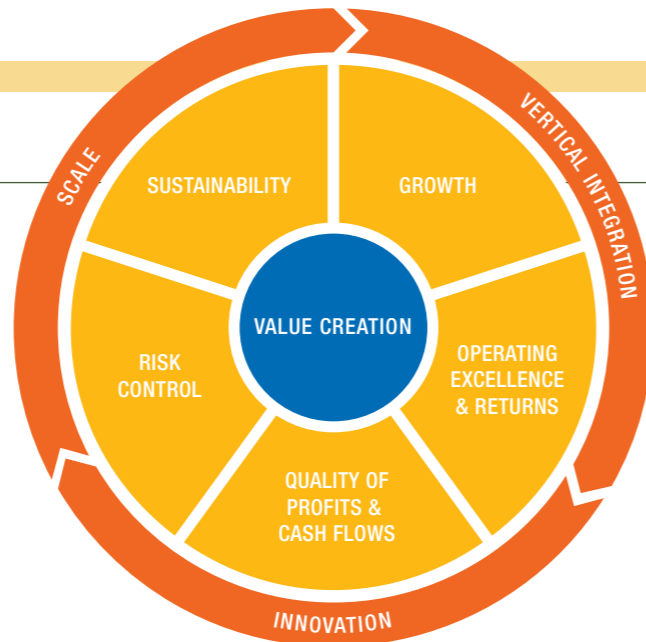 SCALE
VERTICAL INTEGRATION
SUSTAINABILITY
GROWTH
VALUE CREATION
RISK
CONTROL
OPERATING
EXCELLENCE
& RETURNS
QUALITY OF
PROFITS &
CASH FLOWS
INNOVATION